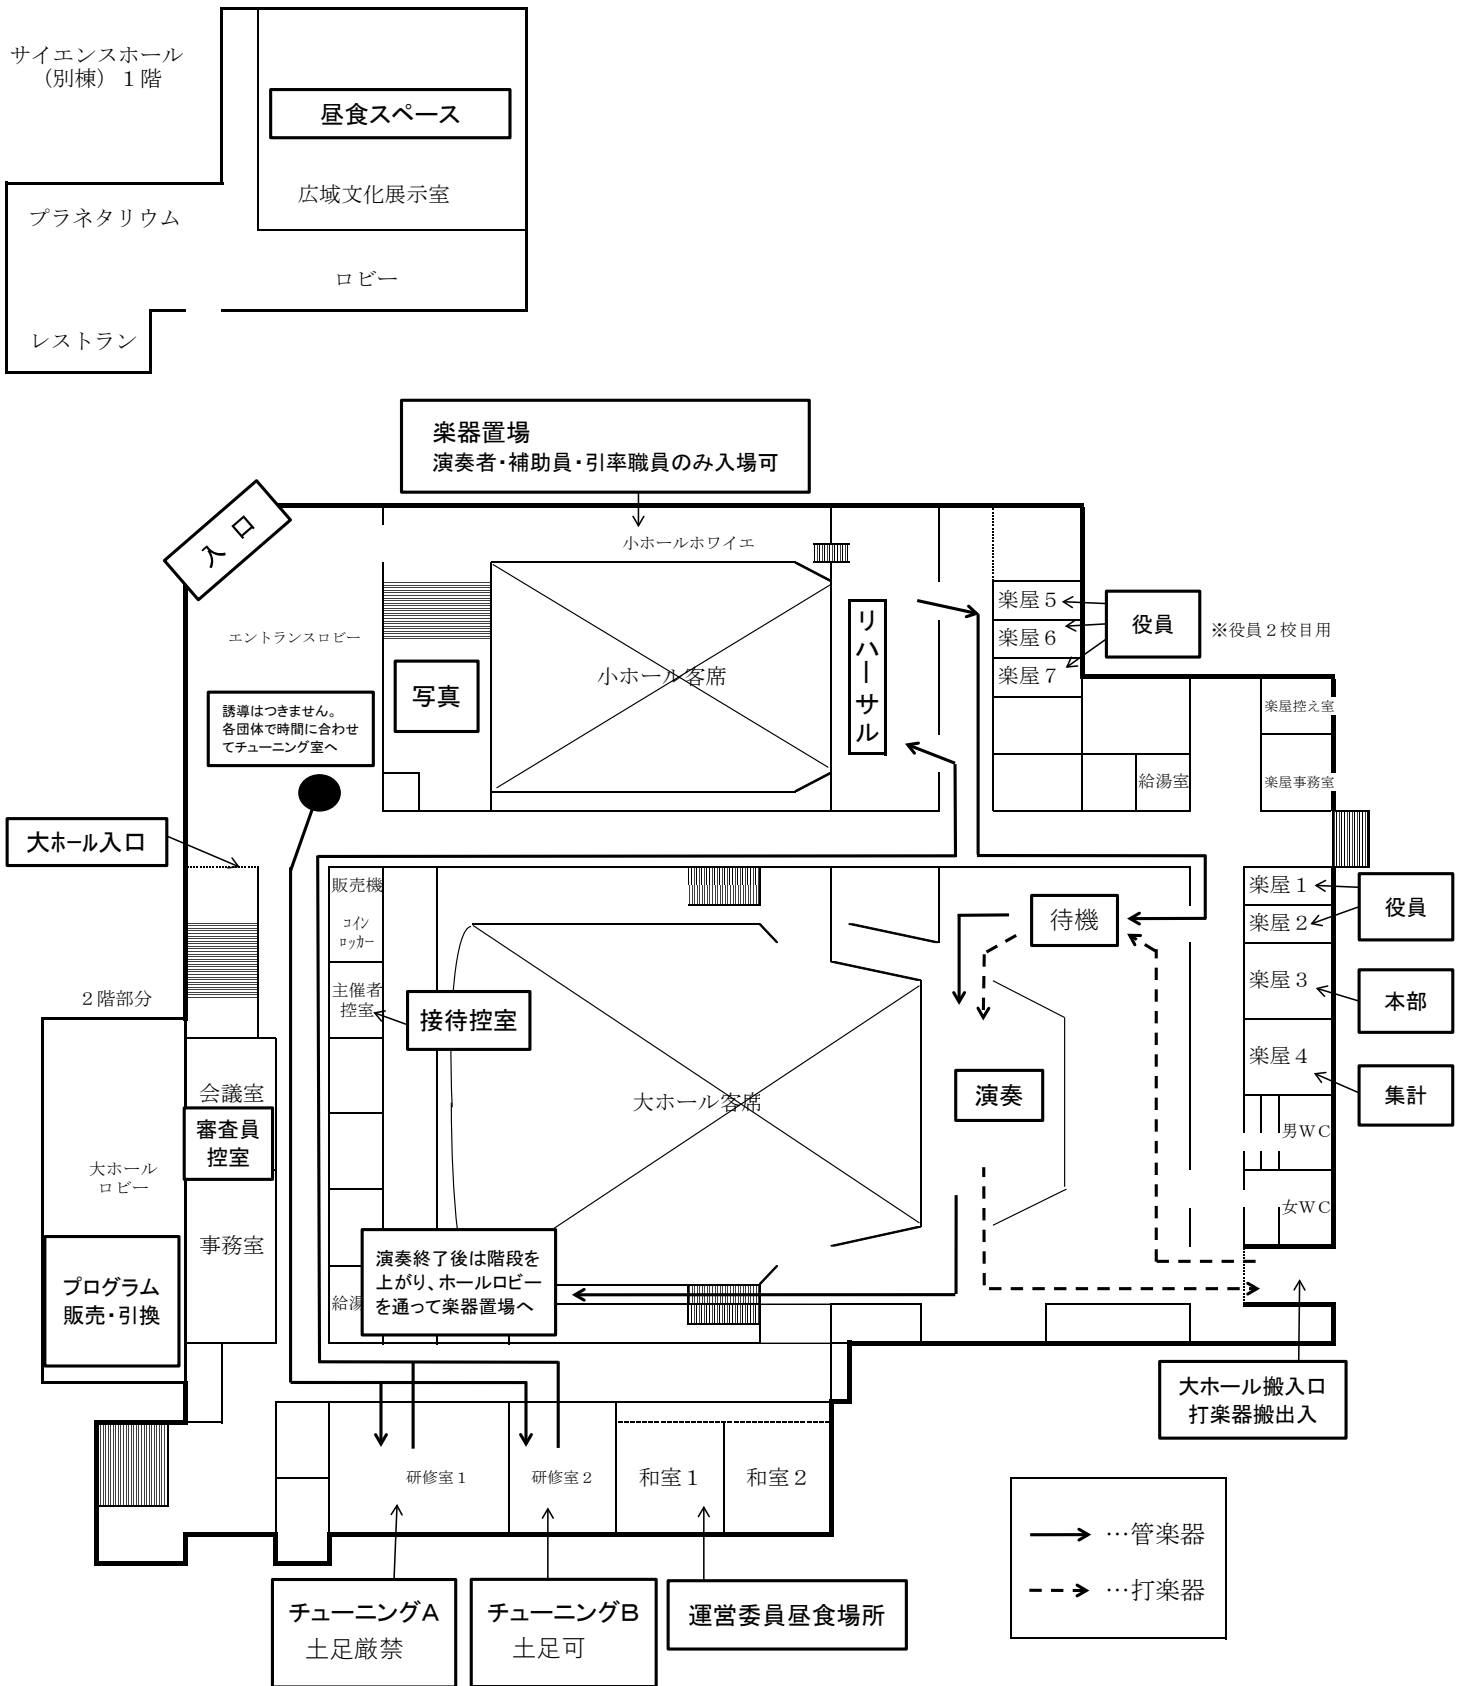 サイエンスホール
(別棟) 1階
昼食スペース
広域文化展示室
プラネタリウム
ロビー
レストラン
楽器置場
演奏者・補助員・引率職員のみ入場可
入口
小ホールホワイエ
エントランスロビー
写真
小ホール客席
リハーサル
楽屋5
楽屋6
楽屋7
役員
※役員2校目用
楽屋控え室
楽屋事務室
給湯室
誘導はつきません。
各団体で時間に合わせ
てチューニング室へ
大ホール入口
販売機
コイン
ロッカー
主催者
控室
接待控室
待機
楽屋1
楽屋2
役員
楽屋3
本部
楽屋4
集計
男WC
女WC
2階部分
会議室
審査員
控室
大ホール
ロビー
事務室
プログラム
販売・引換
大ホール客席
演奏
演奏終了後は階段を
上がり、ホールロビー
を通って楽器置場へ
給湯
大ホール搬入口
打楽器搬出入
研修室1
研修室2
和室1
和室2
チューニングA
土足厳禁
チューニングB
土足可
運営委員昼食場所
…管楽器
…打楽器